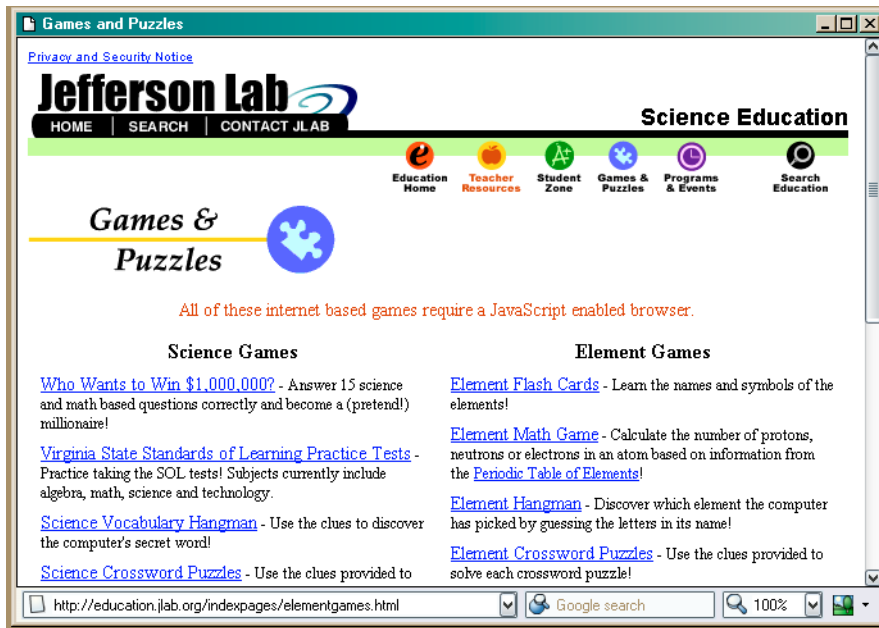 Games and Puzzles
Privacy and Security Notice
Jefferson Lab
HOME | SEARCH | CONTACT JLAB
Science Education
Education Home
Teacher Resources
Student Zone
Games & Puzzles
Programs & Events
Search Education
Games &
Puzzles
All of these internet based games require a JavaScript enabled browser.
Science Games
Who Wants to Win $1,000,000? - Answer 15 science
and math based questions correctly and become a (pretend!)
millionaire!
Virginia State Standards of Learning Practice Tests -
Practice taking the SOL tests! Subjects currently include
algebra, math, science and technology.
Science Vocabulary Hangman - Use the clues to discover
the computer's secret word!
Science Crossword Puzzles - Use the clues provided to
Element Games
Element Flash Cards - Learn the names and symbols of the
elements!
Element Math Game - Calculate the number of protons,
neutrons or electrons in an atom based on information from
the Periodic Table of Elements!
Element Hangman - Discover which element the computer
has picked by guessing the letters in its name!
Element Crossword Puzzles - Use the clues provided to
solve each crossword puzzle!
http://education.jlab.org/indexpages/elementgames.html
Google search
100%